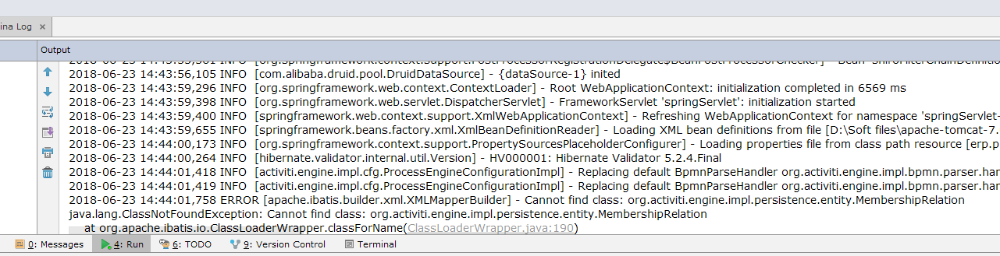 ina Log
Output
2018-06-23 14:43:56,105 INFO  [com.alibaba.druid.pool.DruidDataSource] - {dataSource-1} inited
2018-06-23 14:43:59,296 INFO  [org.springframework.web.context.ContextLoader] - Root WebApplicationContext: initialization completed in 6569 ms
2018-06-23 14:43:59,398 INFO  [org.springframework.web.servlet.DispatcherServlet] - FrameworkServlet 'springServlet': initialization started
2018-06-23 14:43:59,400 INFO  [springframework.web.context.support.XmlWebApplicationContext] - Refreshing WebApplicationContext for namespace 'springServlet-
2018-06-23 14:43:59,655 INFO  [springframework.beans.factory.xml.XmlBeanDefinitionReader] - Loading XML bean definitions from file [D:\Soft files\apache-tomcat-7.
2018-06-23 14:44:00,173 INFO  [org.springframework.context.support.PropertySourcesPlaceholderConfigurer] - Loading properties file from class path resource [erp.p
2018-06-23 14:44:00,264 INFO  [hibernate.validator.internal.util.Version] - HV000001: Hibernate Validator 5.2.4.Final
2018-06-23 14:44:01,418 INFO  [activiti.engine.impl.cfg.ProcessEngineConfigurationImpl] - Replacing default BpmnParseHandler org.activiti.engine.impl.bpmn.parser.han
2018-06-23 14:44:01,419 INFO  [activiti.engine.impl.cfg.ProcessEngineConfigurationImpl] - Replacing default BpmnParseHandler org.activiti.engine.impl.bpmn.parser.han
2018-06-23 14:44:01,758 ERROR [apache.ibatis.builder.xml.XMLMapperBuilder] - Cannot find class: org.activiti.engine.impl.persistence.entity.MembershipRelation
java.lang.ClassNotFoundException: Cannot find class: org.activiti.engine.impl.persistence.entity.MembershipRelation
at org.apache.ibatis.io.ClassLoaderWrapper.classForName(ClassLoaderWrapper.java:190)
0: Messages 4: Run 6: TODO 9: Version Control Terminal